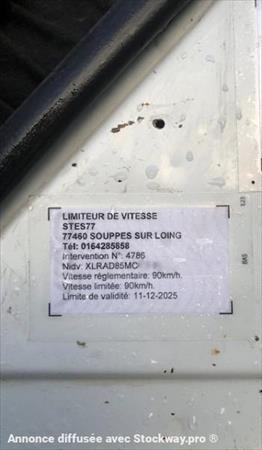 LIMITEUR DE VITESSE
STES77
77460 SOUPPES SUR LOING
Tél: 0164285858
Intervention N°: 4786
Nidv: XLRAD85MC
Vitesse réglementaire: 90km/h.
Vitesse limitée: 90km/h.
Limite de validité: 11-12-2025
Annonce diffusée avec Stockway.pro ®